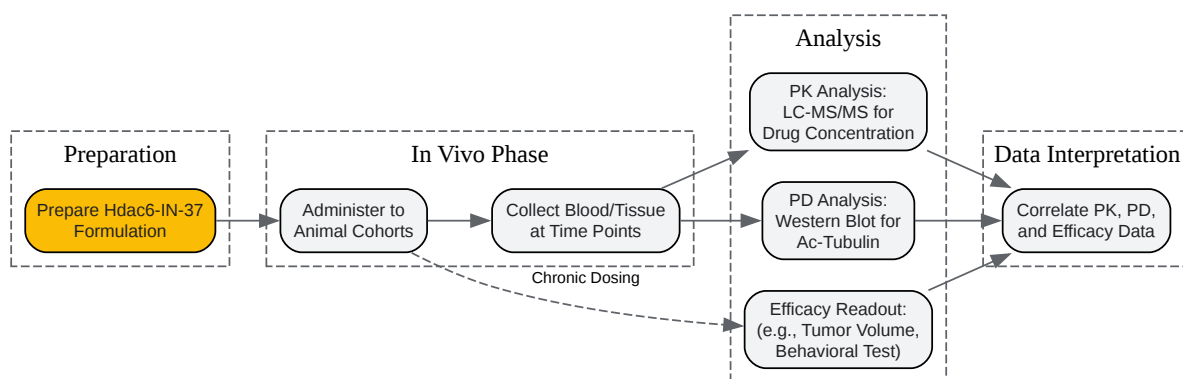 Preparation
Prepare Hdac6-IN-37
Formulation
In Vivo Phase
Administer to
Animal Cohorts
Collect Blood/Tissue
at Time Points
Chronic Dosing
Analysis
PK Analysis:
LC-MS/MS for
Drug Concentration
PD Analysis:
Western Blot for
Ac-Tubulin
Efficacy Readout:
(e.g., Tumor Volume,
Behavioral Test)
Data Interpretation
Correlate PK, PD,
and Efficacy Data